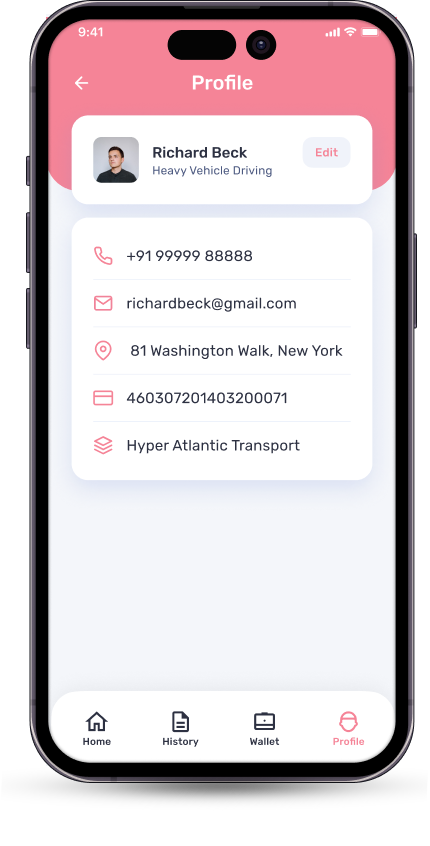 9:41
Profile
Richard Beck
Edit
Heavy Vehicle Driving
+91 99999 88888
richardbeck@gmail.com
81 Washington Walk, New York
460307201403200071
Hyper Atlantic Transport
Home History Wallet Profile